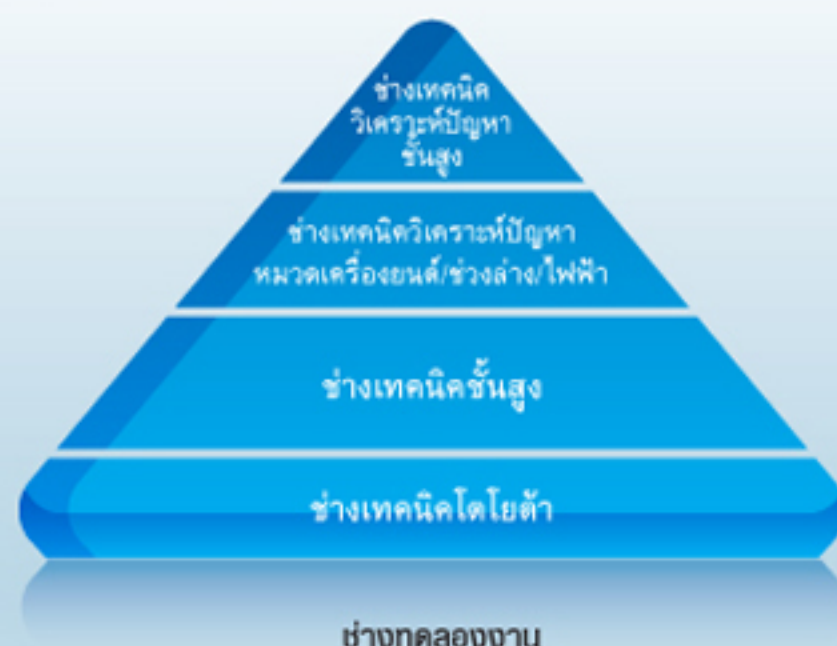 ช่างเทคนิค
วิเคราะห์ปัญหา
ชั้นสูง
ช่างเทคนิควิเคราะห์ปัญหา
หมวดเครื่องยนต์/ช่วงล่าง/ไฟฟ้า
ช่างเทคนิคชั้นสูง
ช่างเทคนิคโตโยต้า
ช่างทดลองงาน